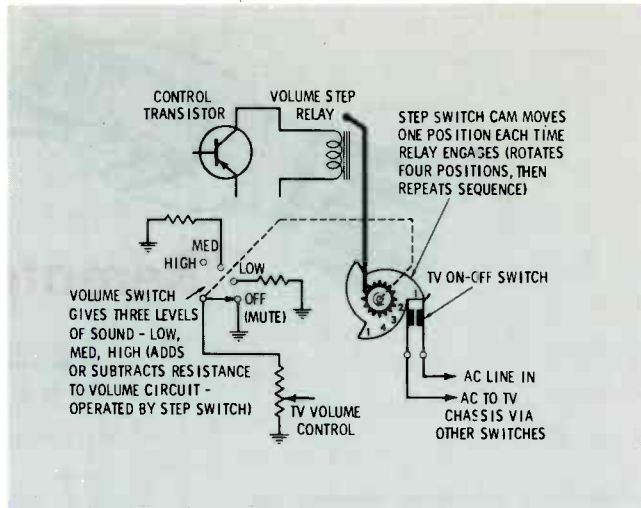 CONTROL
TRANSISTOR
VOLUME STEP
RELAY
STEP SWITCH CAM MOVES
ONE POSITION EACH TIME
RELAY ENGAGES (ROTATES
FOUR POSITIONS, THEN
REPEATS SEQUENCE)
MED
HIGH
LOW
OFF
(MUTE)
TV ON-OFF SWITCH
VOLUME SWITCH
GIVES THREE LEVELS
OF SOUND - LOW,
MED, HIGH (ADDS
OR SUBTRACTS RESISTANCE
TO VOLUME CIRCUIT -
OPERATED BY STEP SWITCH)
1 4 3 2 1
TV VOLUME
CONTROL
AC LINE IN
AC TO TV
CHASSIS VIA
OTHER SWITCHES